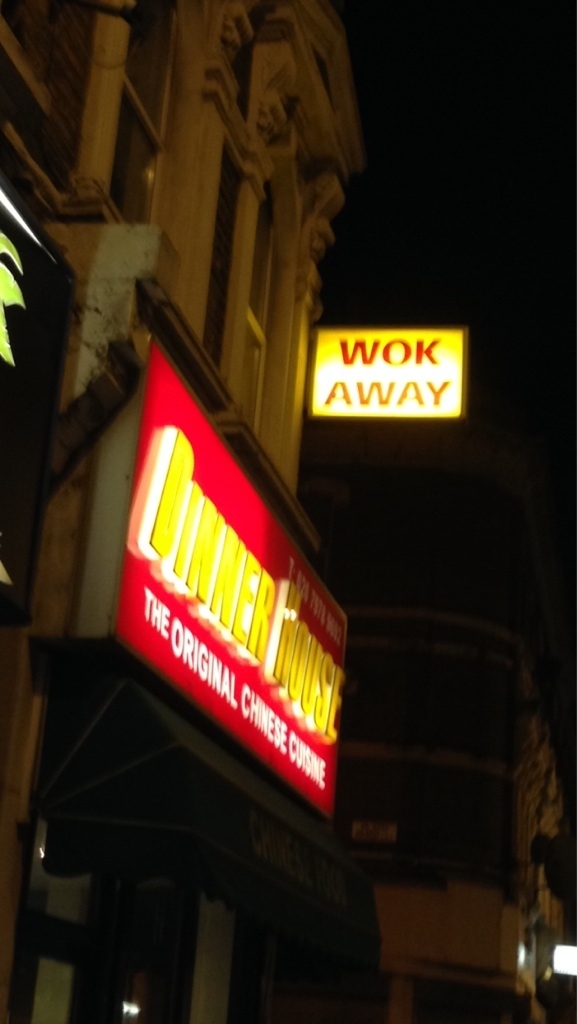 WOK
AWAY
DINNER HOUSE
THE ORIGINAL CHINESE CUISINE